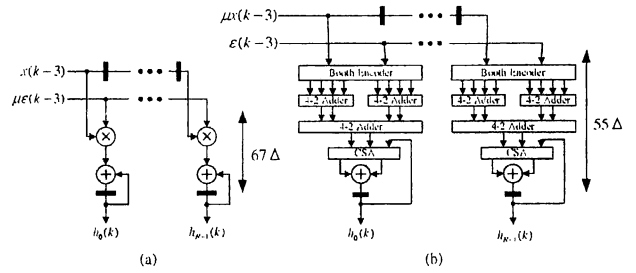 x(k−3)
με(k−3)
67 Δ
h₀(k)
h_{N−1}(k)
(a)
μx(k−3)
ε(k−3)
Booth Encoder
Booth Encoder
4-2 Adder
4-2 Adder
4-2 Adder
4-2 Adder
4-2 Adder
4-2 Adder
CSA
CSA
55 Δ
h₀(k)
h_{N−1}(k)
(b)